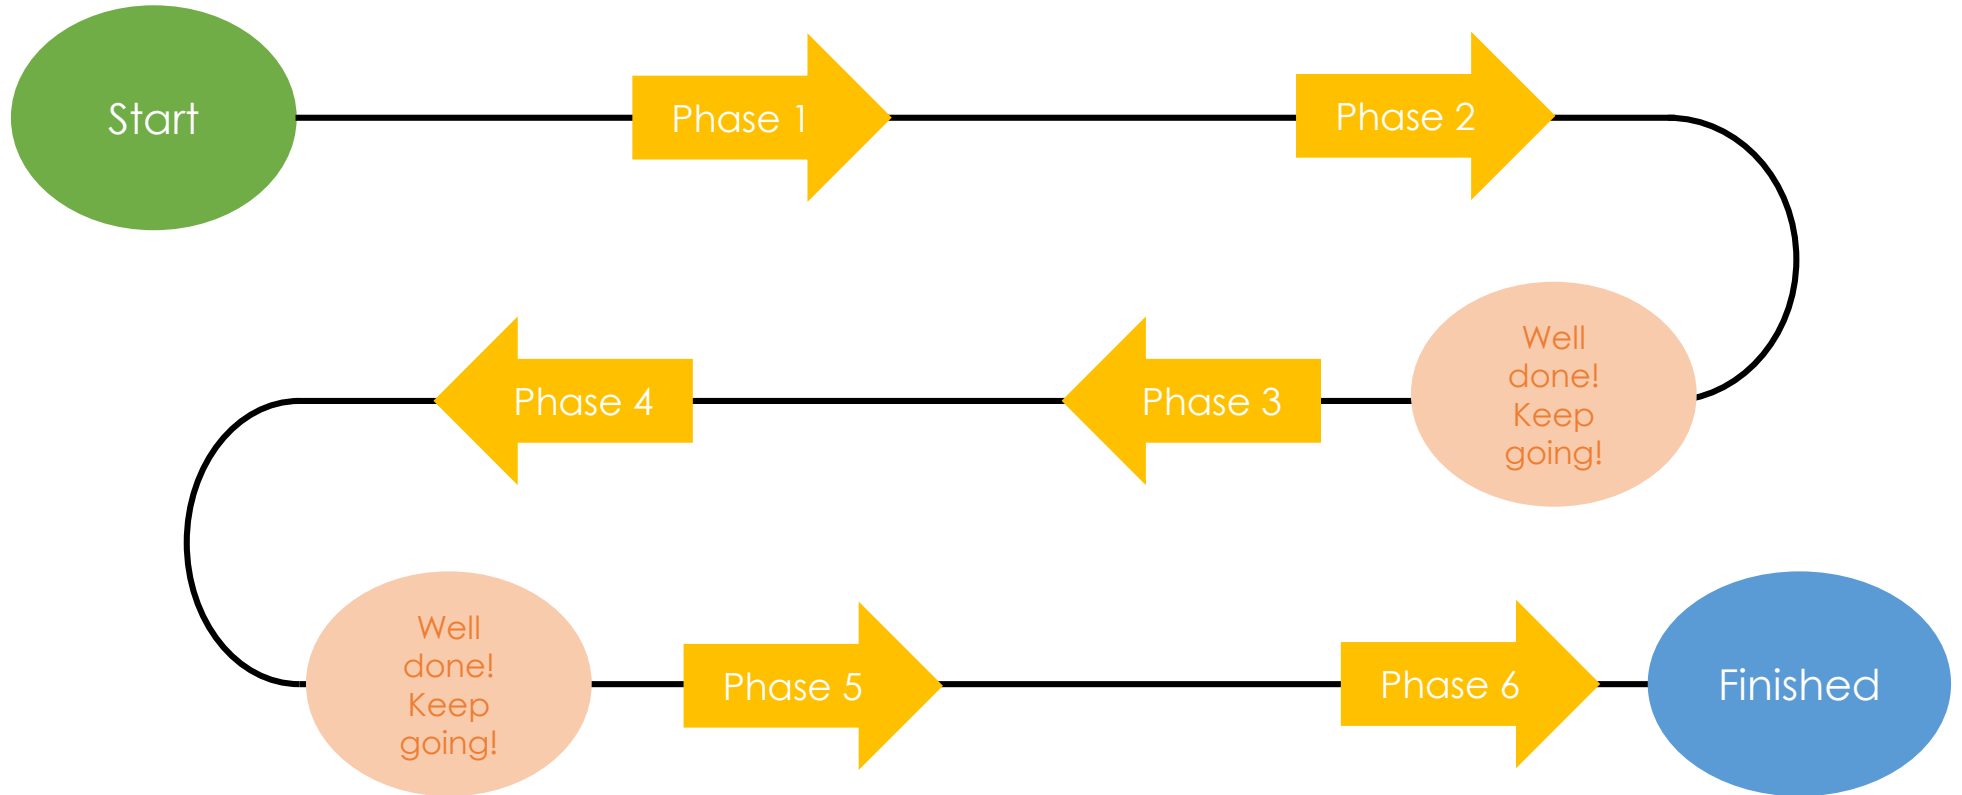 Start
Phase 1
Phase 2
Well
done!
Keep
going!
Phase 3
Phase 4
Well
done!
Keep
going!
Phase 5
Phase 6
Finished